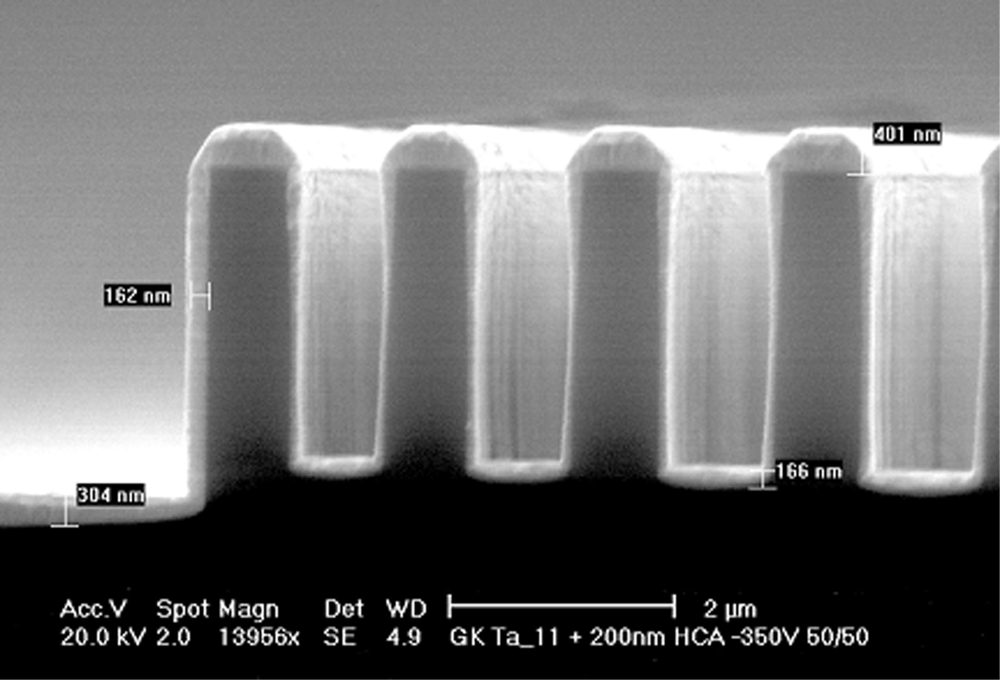 401 nm
162 nm
166 nm
304 nm
Acc.V Spot Magn Det WD 2 µm
20.0 kV 2.0 13956x SE 4.9 GK Ta_11 + 200nm HCA -350V 50/50